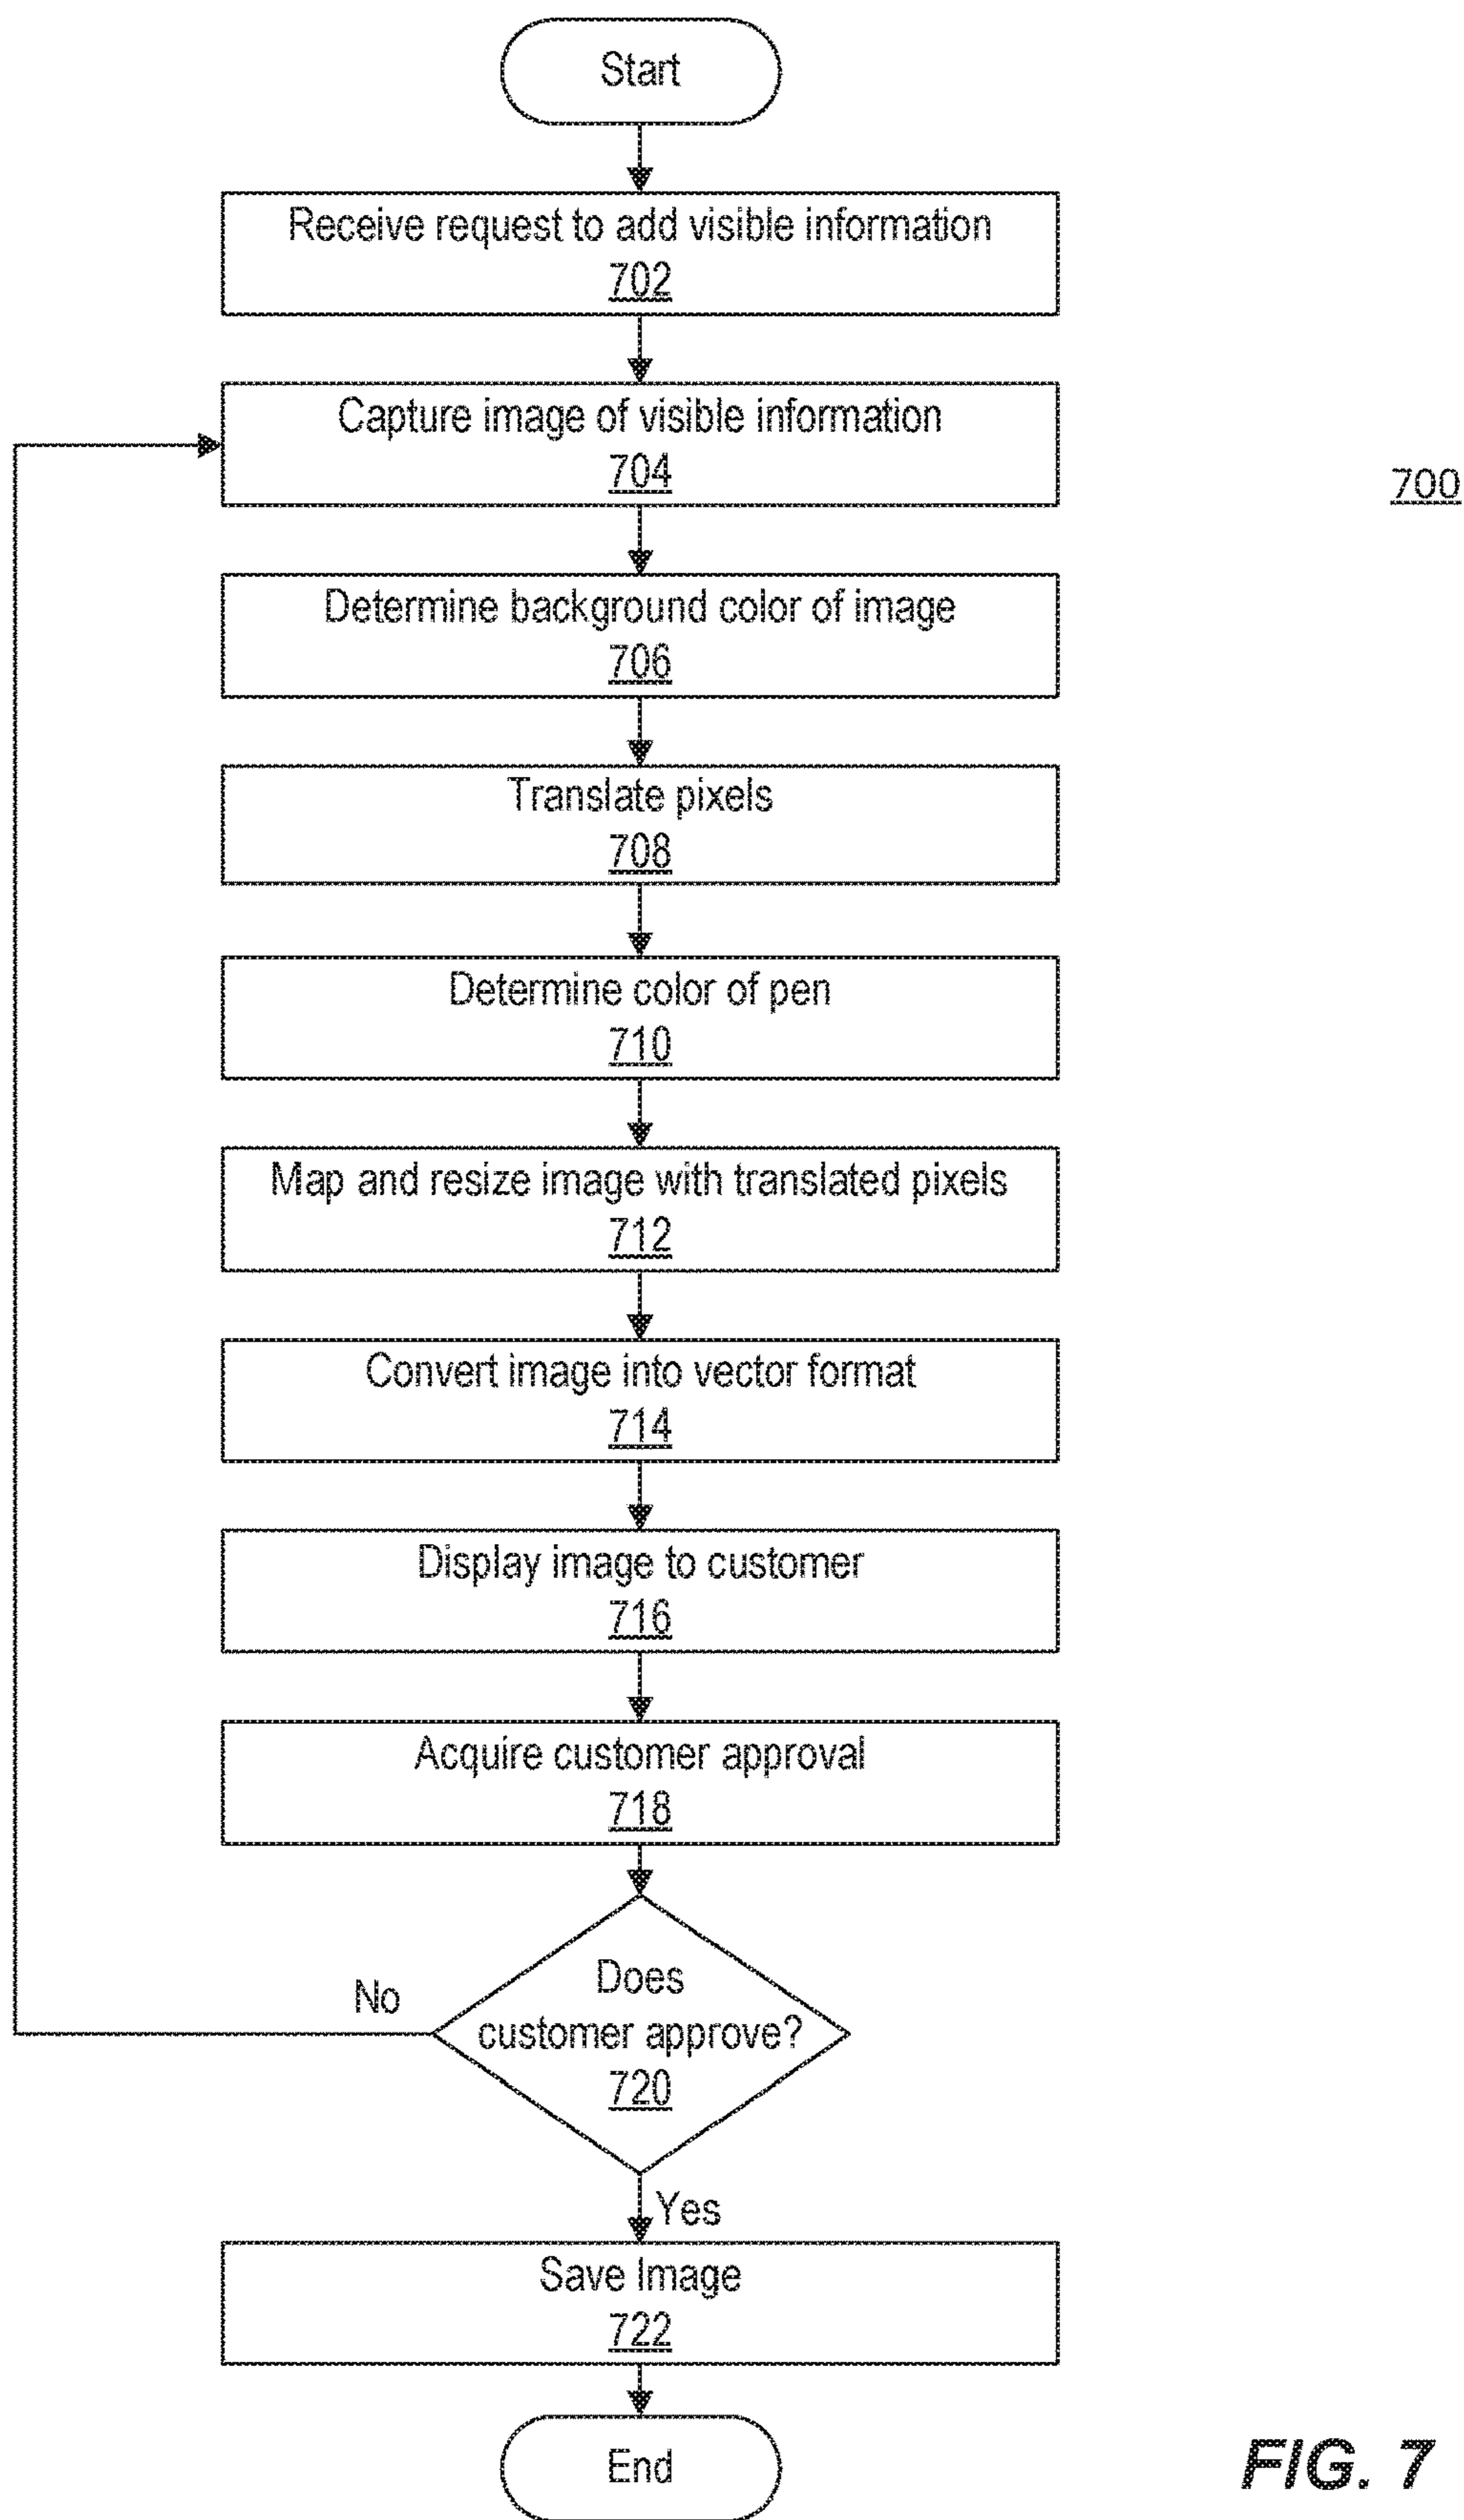 Start
Receive request to add visible information
702
Capture image of visible information
704
700
Determine background color of image
706
Translate pixels
708
Determine color of pen
710
Map and resize image with translated pixels
712
Convert image into vector format
714
Display image to customer
716
Acquire customer approval
718
No
Does
customer approve?
720
Yes
Save Image
722
End
FIG. 7